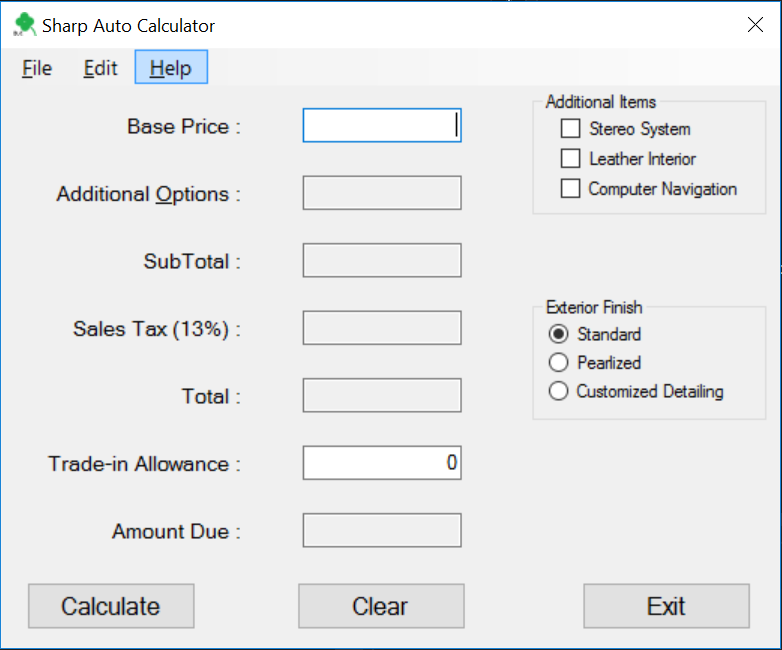 Sharp Auto Calculator
File Edit Help
Base Price :
Additional Options :
SubTotal :
Sales Tax (13%) :
Total :
Trade-in Allowance : 0
Amount Due :
Additional Items
Stereo System
Leather Interior
Computer Navigation
Exterior Finish
Standard
Pearlized
Customized Detailing
Calculate Clear Exit